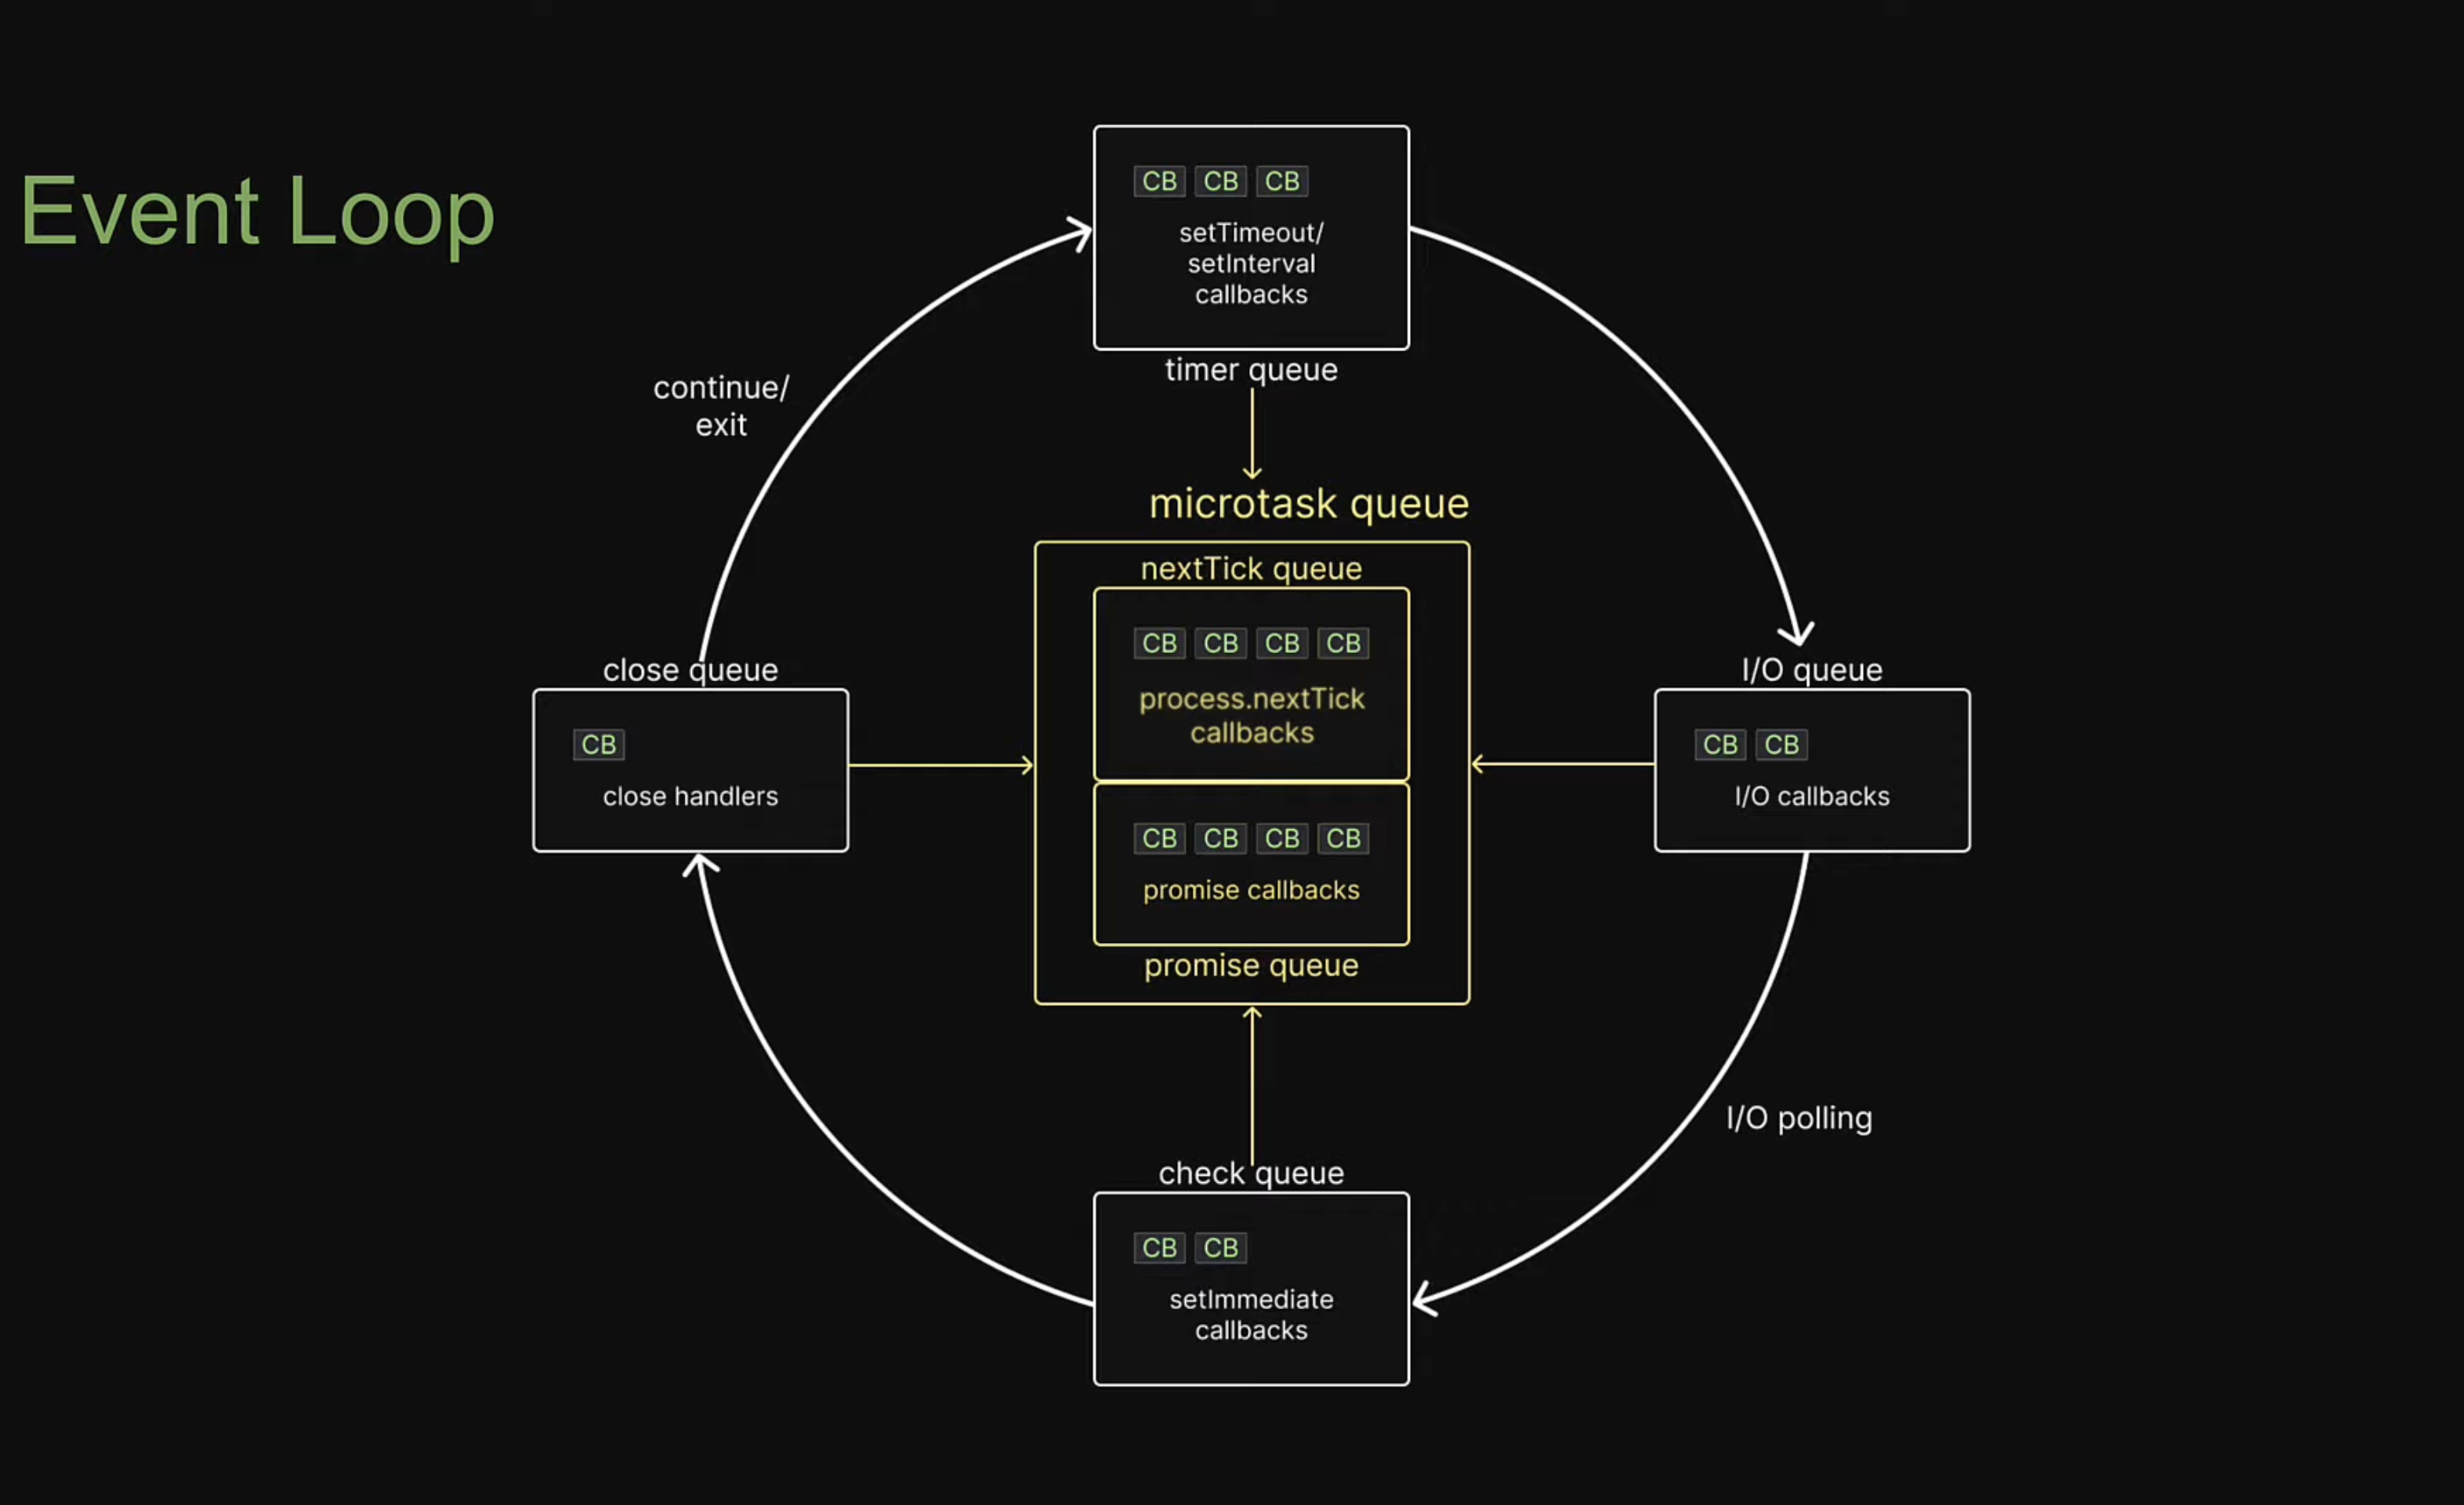 Event Loop
CB CB CB
setTimeout/
setInterval
callbacks
timer queue
continue/
exit
microtask queue
nextTick queue
CB CB CB CB
process.nextTick
callbacks
CB CB CB CB
promise callbacks
promise queue
close queue
CB
close handlers
I/O queue
CB CB
I/O callbacks
I/O polling
check queue
CB CB
setImmediate
callbacks